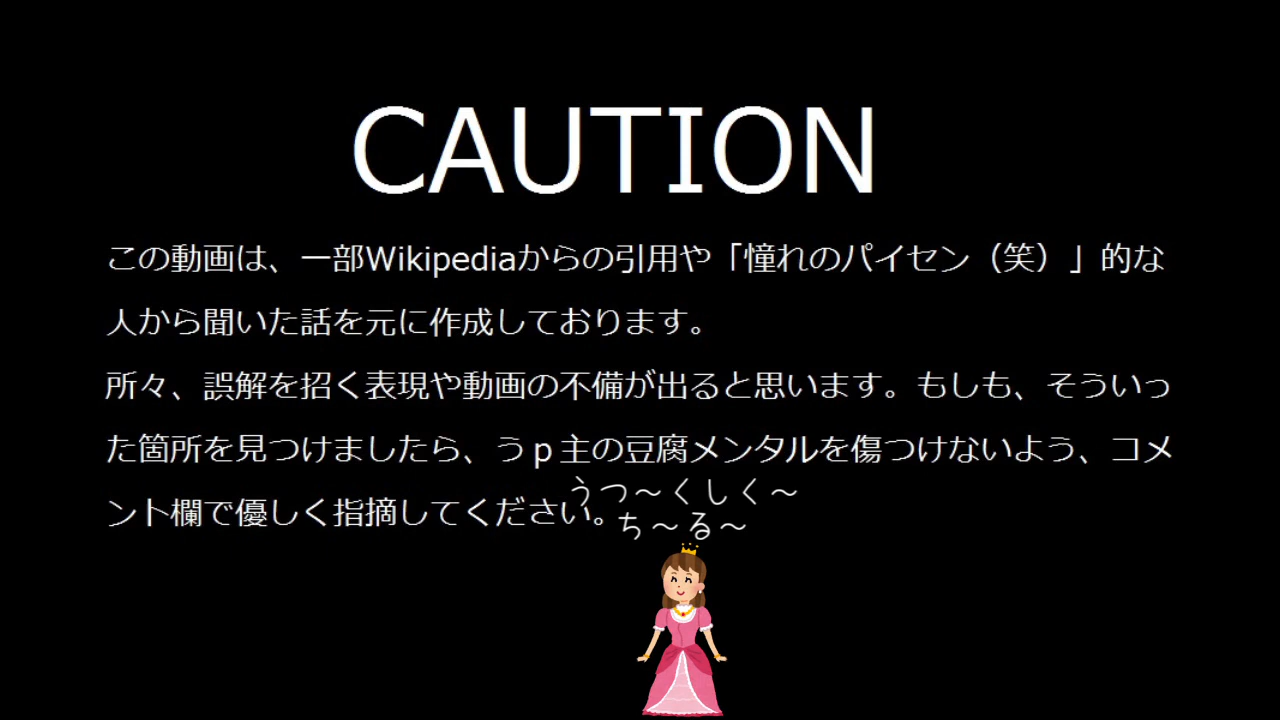 CAUTION
この動画は、一部Wikipediaからの引用や「憧れのパイセン（笑）」的な
人から聞いた話を元に作成しております。
所々、誤解を招く表現や動画の不備が出ると思います。もしも、そういっ
た箇所を見つけましたら、うｐ主の豆腐メンタルを傷つけないよう、コメ
ント欄で優しく指摘してください。
うつ～くしく～
ち～る～